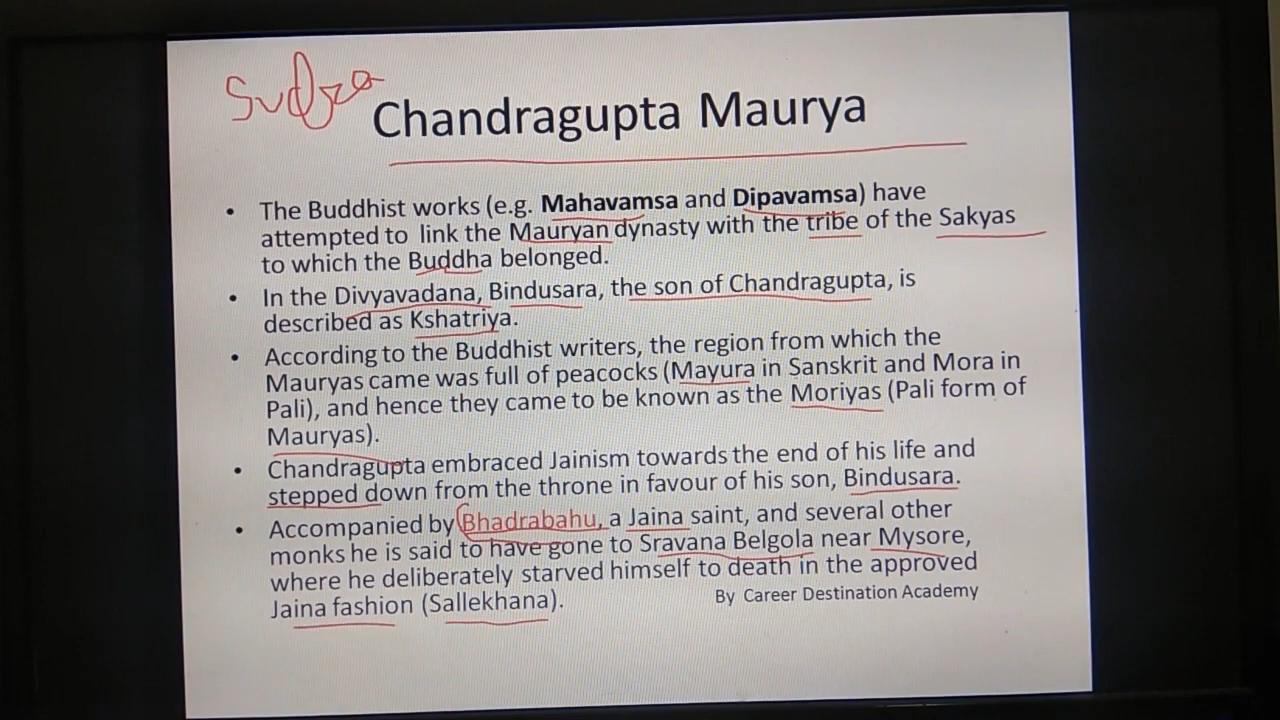 Sudra
Chandragupta Maurya
• The Buddhist works (e.g. Mahavamsa and Dipavamsa) have
attempted to link the Mauryan dynasty with the tribe of the Sakyas
to which the Buddha belonged.
• In the Divyavadana, Bindusara, the son of Chandragupta, is
described as Kshatriya.
• According to the Buddhist writers, the region from which the
Mauryas came was full of peacocks (Mayura in Sanskrit and Mora in
Pali), and hence they came to be known as the Moriyas (Pali form of
Mauryas).
• Chandragupta embraced Jainism towards the end of his life and
stepped down from the throne in favour of his son, Bindusara.
• Accompanied by Bhadrabahu, a Jaina saint, and several other
monks he is said to have gone to Sravana Belgola near Mysore,
where he deliberately starved himself to death in the approved
Jaina fashion (Sallekhana).
By Career Destination Academy